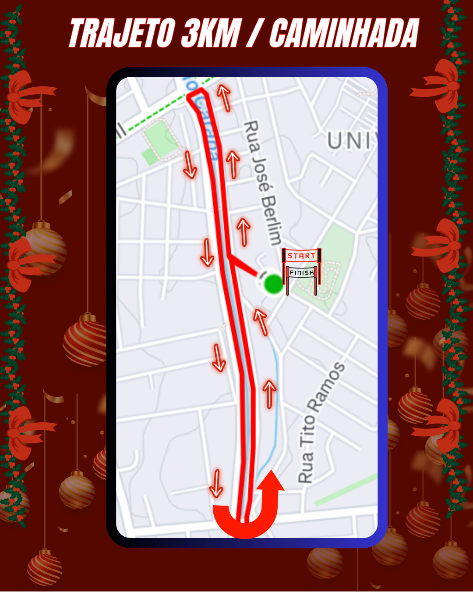 TRAJETO 3KM / CAMINHADA
Rua José Berlim
UNIV
START
FINISH
Rua Tito Ramos